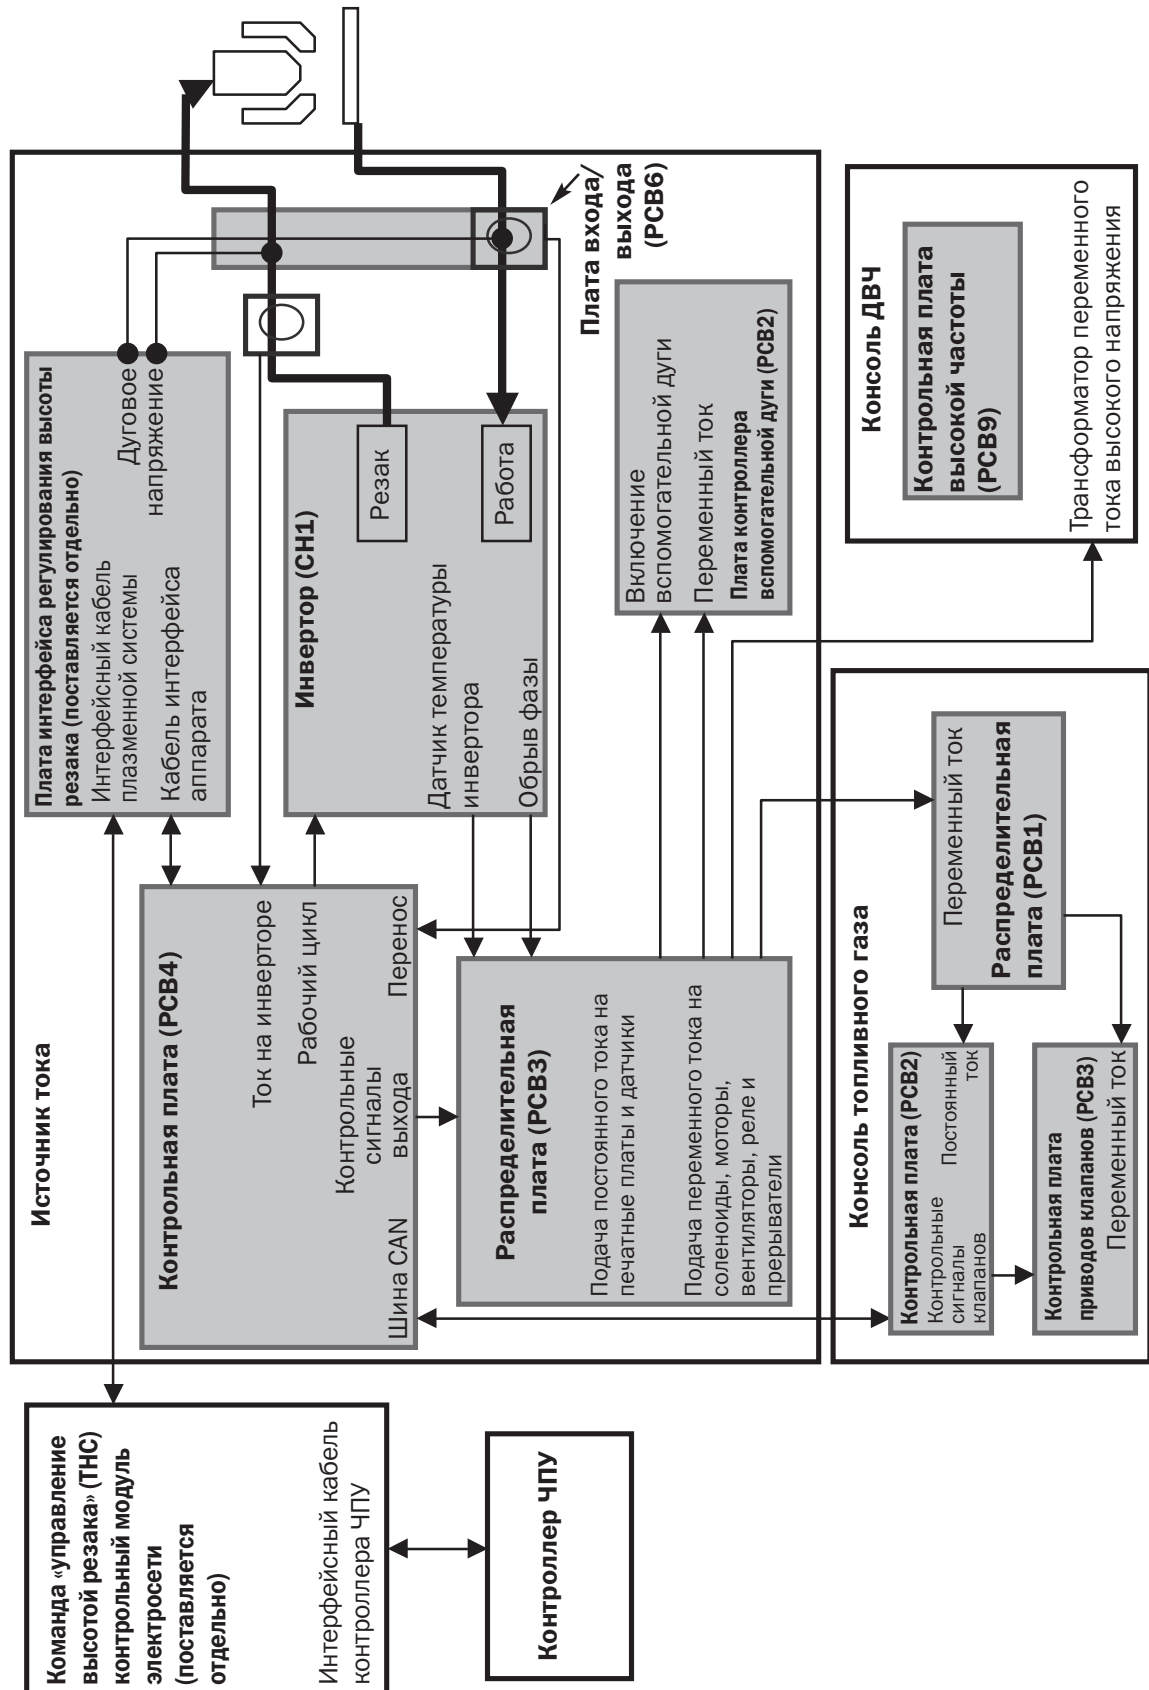 Команда «управление
высотой резака» (ТНС)
контрольный модуль
электросети
(поставляется
отдельно)
Интерфейсный кабель
контроллера ЧПУ
Контроллер ЧПУ
Источник тока
Контрольная плата (PCB4)
Ток на инверторе
Рабочий цикл
Контрольные
сигналы
выхода
Перенос
Шина CAN
Распределительная
плата (PCB3)
Подача постоянного тока на
печатные платы и датчики
Подача переменного тока на
соленоиды, моторы,
вентиляторы, реле и
прерыватели
Плата интерфейса регулирования высоты
резака (поставляется отдельно)
Интерфейсный кабель
плазменной системы
Кабель интерфейса
аппарата
Дуговое
напряжение
Инвертор (CH1)
Резак
Работа
Датчик температуры
инвертора
Обрыв фазы
Плата входа/
выхода
(PCB6)
Включение
вспомогательной дуги
Переменный ток
Плата контроллера
вспомогательной дуги (PCB2)
Консоль топливного газа
Контрольная плата (PCB2)
Контрольные
сигналы
клапанов
Постоянный
ток
Контрольная плата
приводов клапанов (PCB3)
Переменный ток
Переменный ток
Распределительная
плата (PCB1)
Консоль ДВЧ
Контрольная плата
высокой частоты
(PCB9)
Трансформатор переменного
тока высокого напряжения